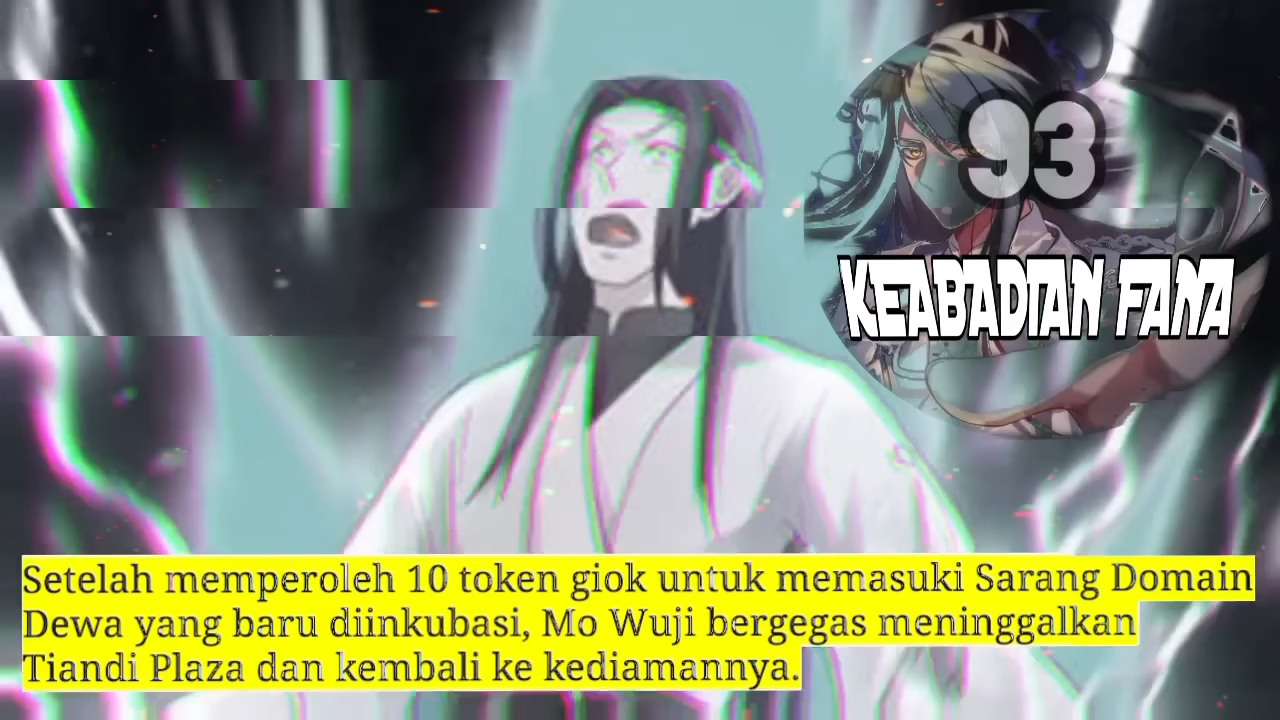 93
KEABADIAN FANA
Setelah memperoleh 10 token giok untuk memasuki Sarang Domain
Dewa yang baru diinkubasi, Mo Wuji bergegas meninggalkan
Tiandi Plaza dan kembali ke kediamannya.